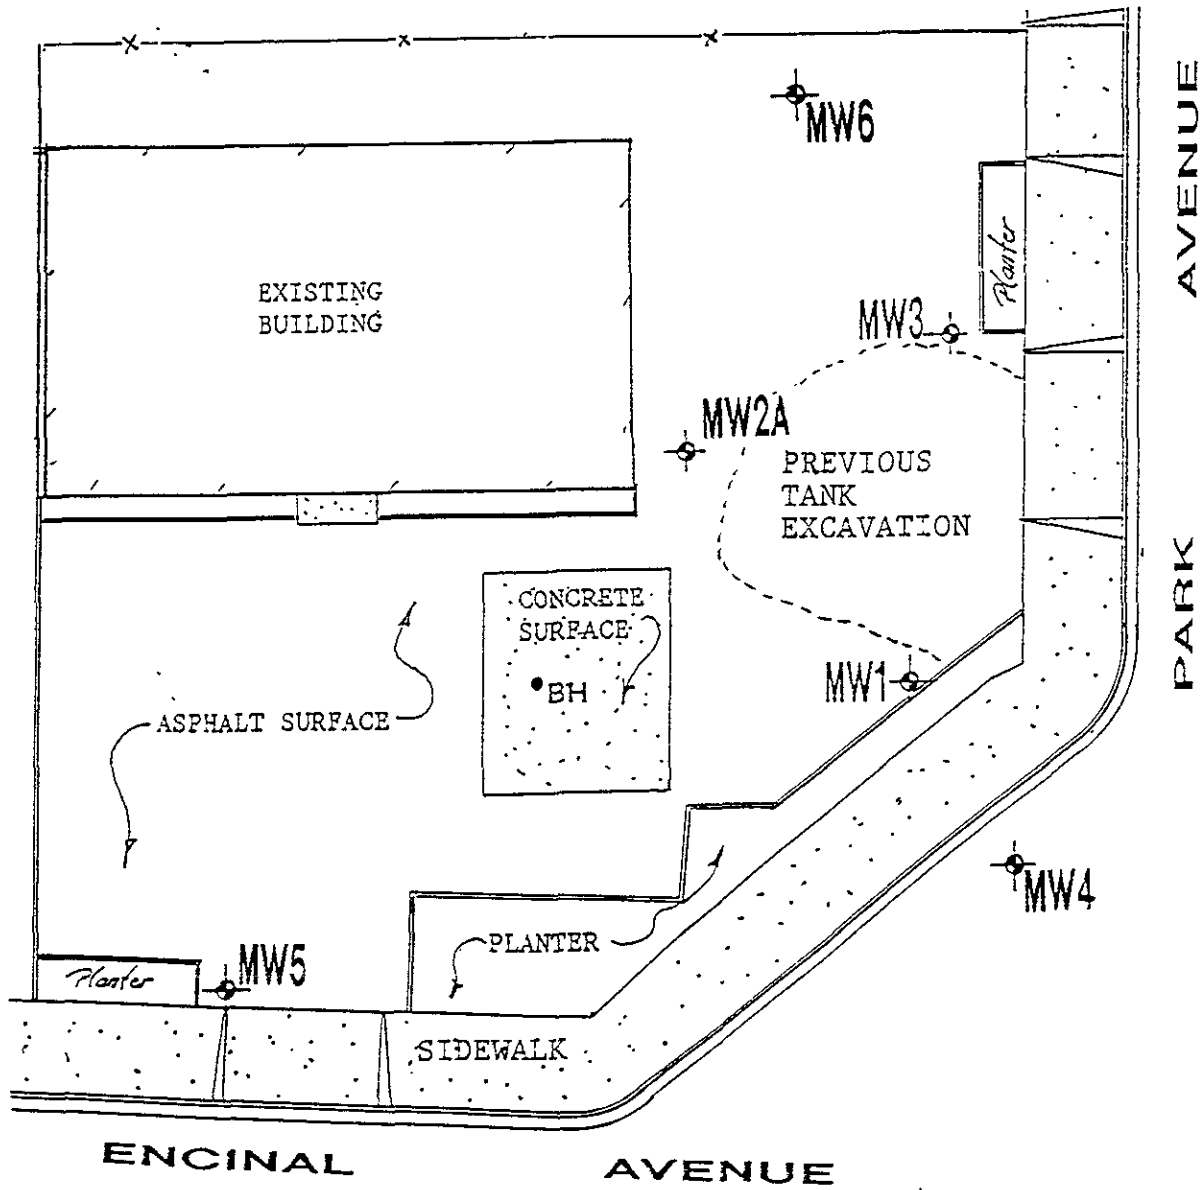 AVENUE
MW6
Planter
EXISTING
BUILDING
MW3
MW2A
PREVIOUS
TANK
EXCAVATION
CONCRETE
SURFACE
PARK
MW1
BH
ASPHALT SURFACE
MW4
PLANTER
MW5
Planter
SIDEWALK
ENCINAL AVENUE